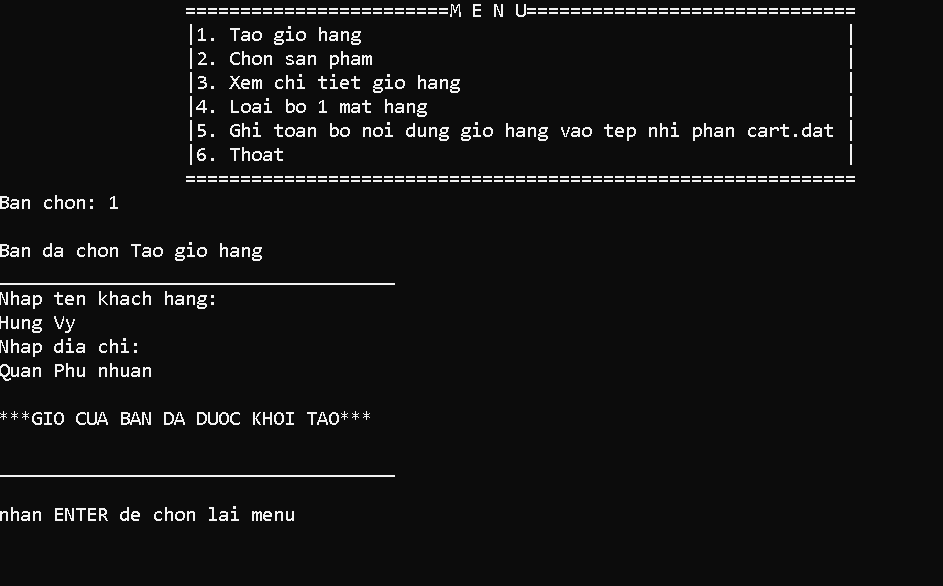 ========================M E N U==============================
|1. Tao gio hang |
|2. Chon san pham |
|3. Xem chi tiet gio hang |
|4. Loai bo 1 mat hang |
|5. Ghi toan bo noi dung gio hang vao tep nhi phan cart.dat |
|6. Thoat |
=============================================================
Ban chon: 1
Ban da chon Tao gio hang
____________________________________
Nhap ten khach hang:
Hung Vy
Nhap dia chi:
Quan Phu nhuan
***GIO CUA BAN DA DUOC KHOI TAO***
____________________________________
nhan ENTER de chon lai menu